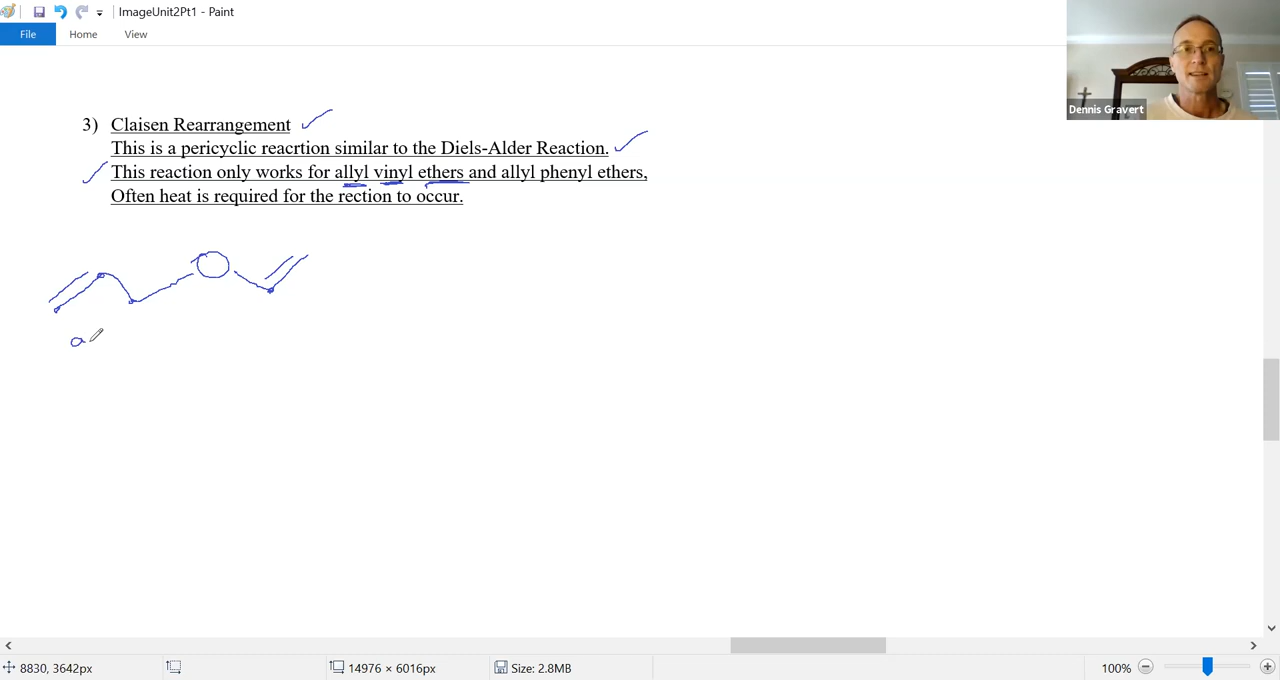 ImageUnit2Pt1 - Paint
File Home View
Dennis Gravert
3) Claisen Rearrangement
This is a pericyclic reacrtion similar to the Diels-Alder Reaction.
This reaction only works for allyl vinyl ethers and allyl phenyl ethers,
Often heat is required for the rection to occur.
O
a
8830, 3642px 14976 × 6016px Size: 2.8MB 100%